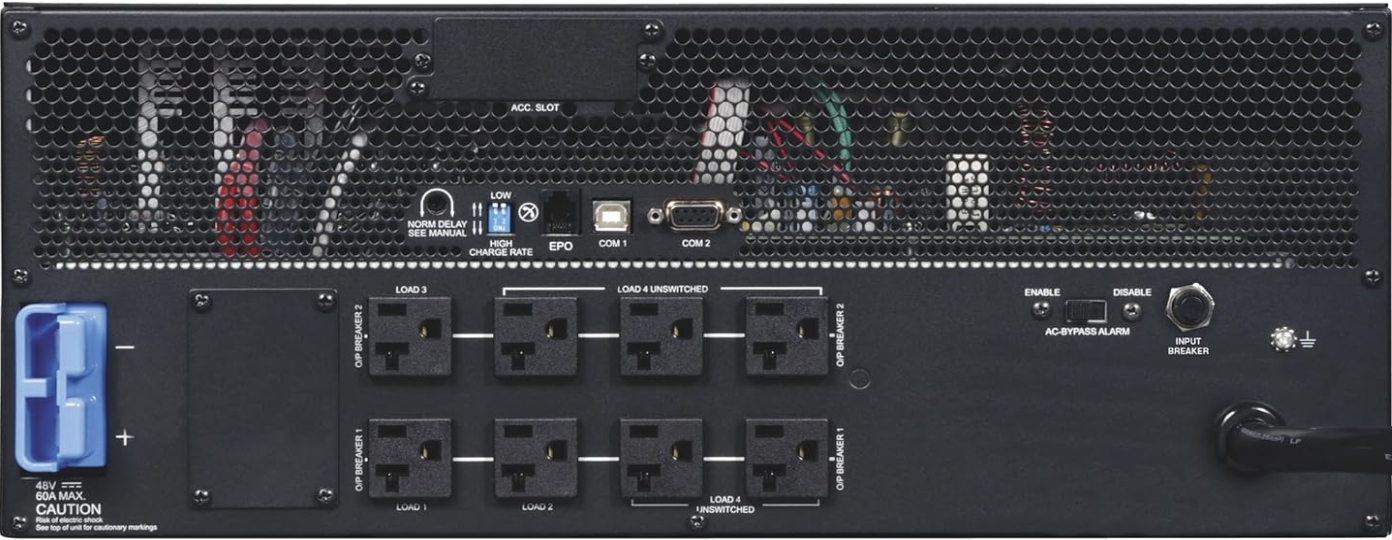 ACC. SLOT
NORM DELAY
SEE MANUAL
LOW
1 2
ON
HIGH
CHARGE RATE
EPO
COM 1
COM 2
LOAD 3
LOAD 4 UNSWITCHED
O/P BREAKER 2
O/P BREAKER 2
ENABLE
DISABLE
AC-BYPASS ALARM
INPUT
BREAKER
–
+
O/P BREAKER 1
O/P BREAKER 1
LOAD 1
LOAD 2
LOAD 4
UNSWITCHED
48V
60A MAX.
CAUTION
Risk of electric shock
See top of unit for cautionary markings